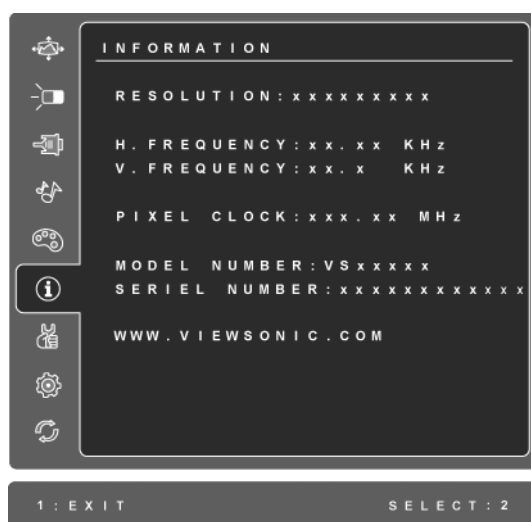 INFORMATION
RESOLUTION:xxxxxxxxx
H. FREQUENCY:xx.xx KHz
V. FREQUENCY:xx.x KHz
PIXEL CLOCK:xxx.xx MHz
MODEL NUMBER:VSxxxxx
SERIEL NUMBER:xxxxxxxxxxxx
WWW.VIEWSONIC.COM
1:EXIT SELECT:2